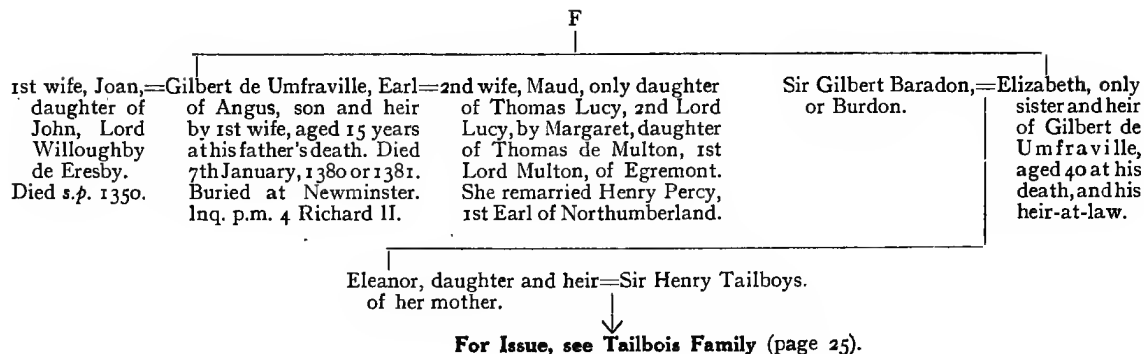 F
1st wife, Joan,=Gilbert de Umfraville, Earl=2nd wife, Maud, only daughter
daughter of
John, Lord
Willoughby
de Eresby.
Died s.p. 1350.
of Angus, son and heir
by 1st wife, aged 15 years
at his father's death. Died
7th January, 1380 or 1381.
Buried at Newminster.
Inq. p.m. 4 Richard II.
of Thomas Lucy, 2nd Lord
Lucy, by Margaret, daughter
of Thomas de Multon, 1st
Lord Multon, of Egremont.
She remarried Henry Percy,
1st Earl of Northumberland.
Sir Gilbert Baradon,=Elizabeth, only
or Burdon.
sister and heir
of Gilbert de
Umfraville,
aged 40 at his
death, and his
heir-at-law.
Eleanor, daughter and heir=Sir Henry Tailboys.
of her mother.
For Issue, see Tailbois Family (page 25).